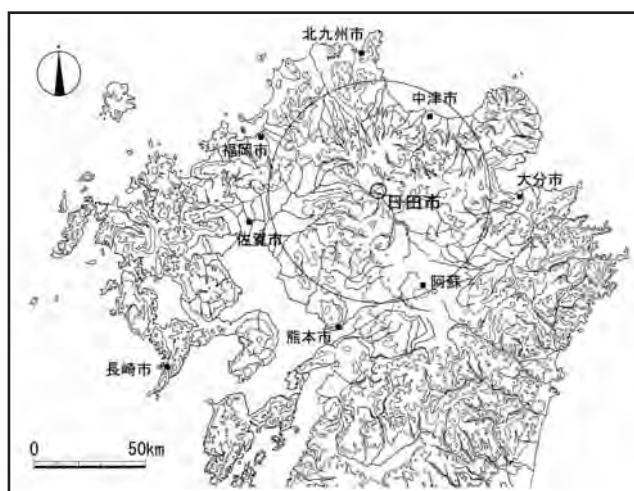 北九州市
中津市
福岡市
大分市
日田市
佐賀市
阿蘇
熊本市
長崎市
0 50km